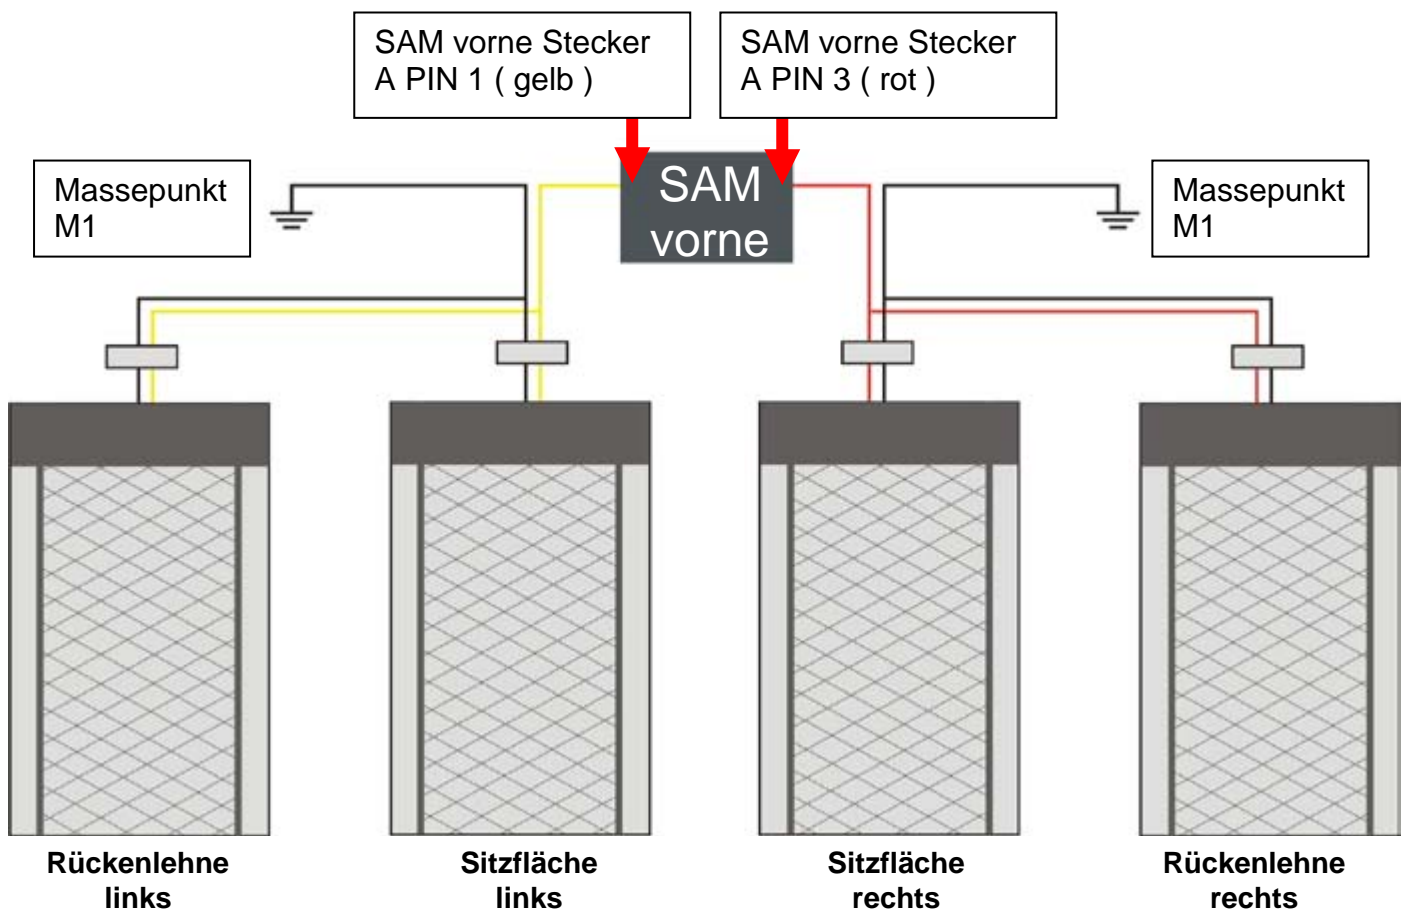 SAM vorne Stecker
A PIN 1 ( gelb )
SAM vorne Stecker
A PIN 3 ( rot )
Massepunkt
M1
SAM
vorne
Massepunkt
M1
Rückenlehne
links
Sitzfläche
links
Sitzfläche
rechts
Rückenlehne
rechts